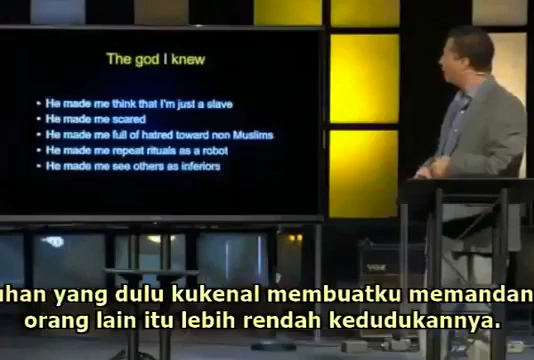 The god I knew
• He made me think that I'm just a slave
• He made me scared
• He made me full of hatred toward non Muslims
• He made me repeat rituals as a robot
• He made me see others as inferiors
uhan yang dulu kukenal membuatku memandan
orang lain itu lebih rendah kedudukannya.